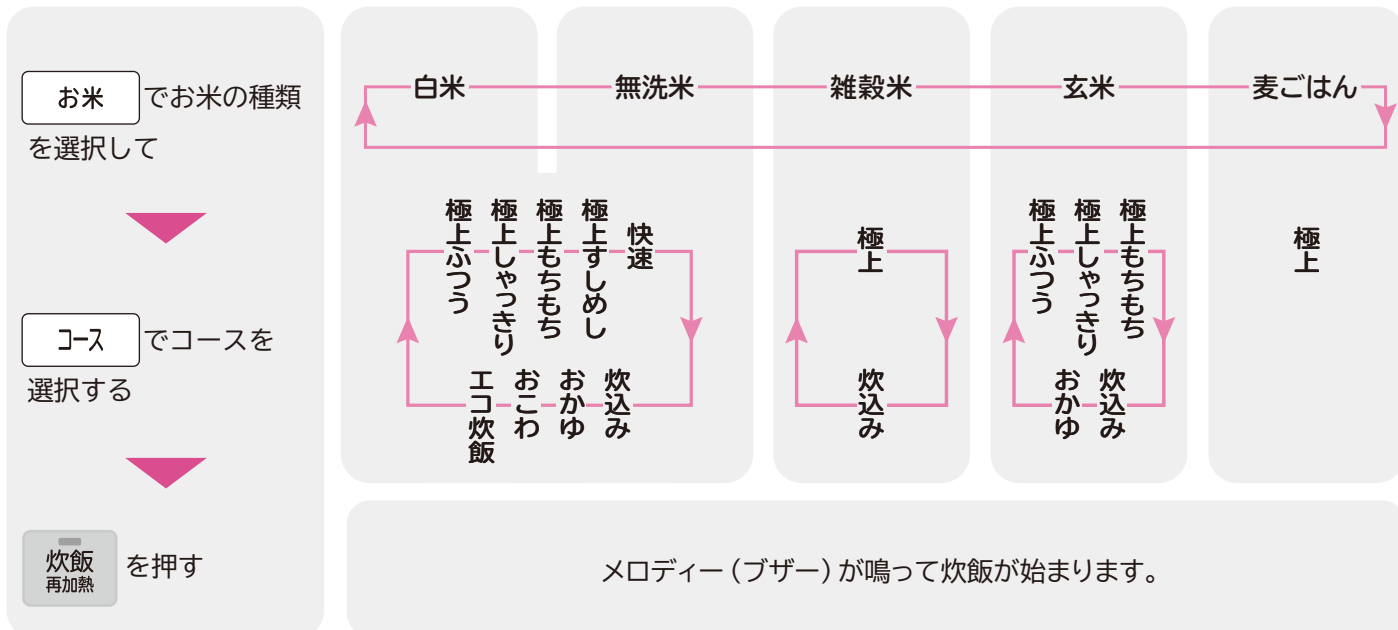 お米 でお米の種類
を選択して
コース でコースを
選択する
炊飯
再加熱
を押す
白米 無洗米 雑穀米 玄米 麦ごはん
極上ふつう
極上しゃっきり
極上もちもち
極上すしめし
快速
炊込み
おかゆ
おこわ
エコ炊飯
極上
炊込み
極上ふつう
極上しゃっきり
極上もちもち
炊込み
おかゆ
極上
メロディー（ブザー）が鳴って炊飯が始まります。